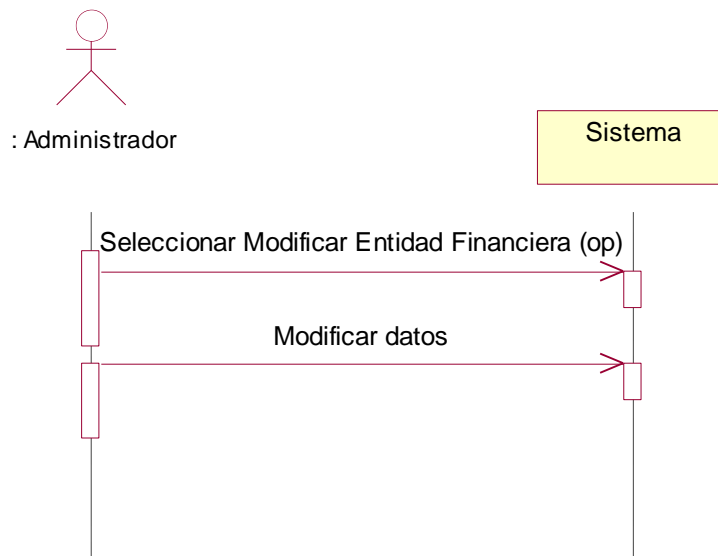 : Administrador
Sistema
Seleccionar Modificar Entidad Financiera (op)
Modificar datos